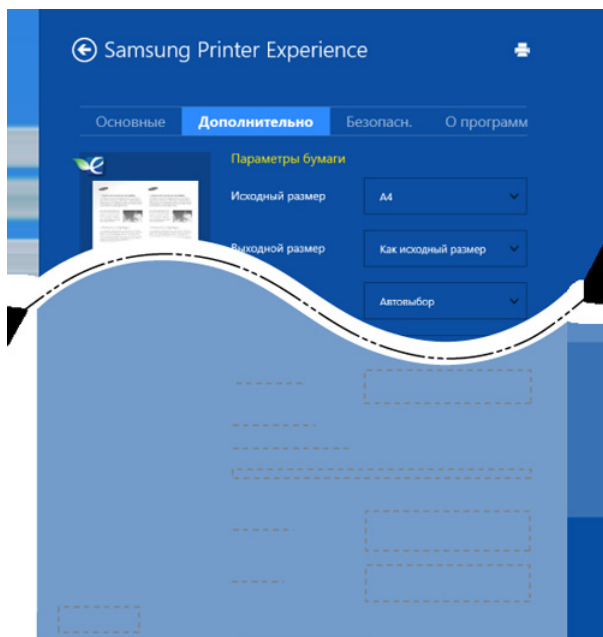 Samsung Printer Experience
Основные Дополнительно Безопасн. О программ
Параметры бумаги
Исходный размер A4
Выходной размер Как исходный размер
Автовыбор